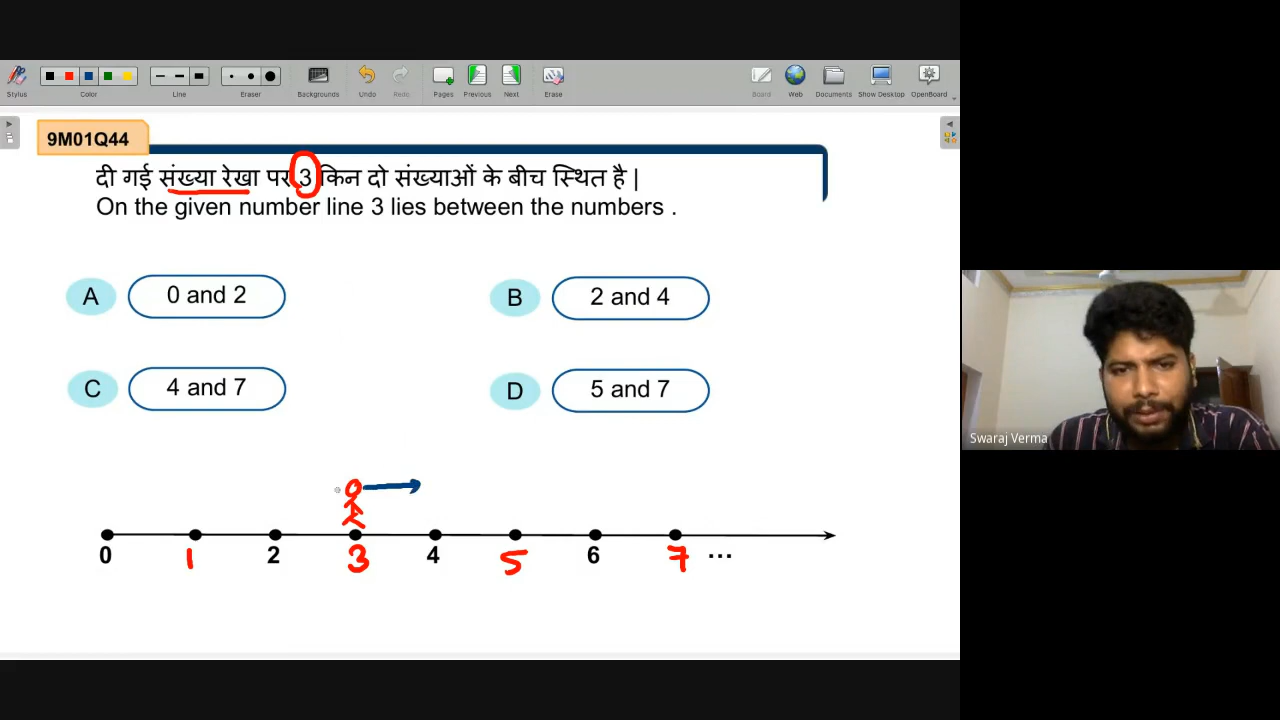 Stylus Color Line Eraser Backgrounds Undo Redo Pages Previous Next Erase Board Web Documents Show Desktop OpenBoard
9M01Q44
दी गई संख्या रेखा पर 3 किन दो संख्याओं के बीच स्थित है |
On the given number line 3 lies between the numbers .
A 0 and 2 B 2 and 4
C 4 and 7 D 5 and 7
Swaraj Verma
0 1 2 3 4 5 6 7 ...